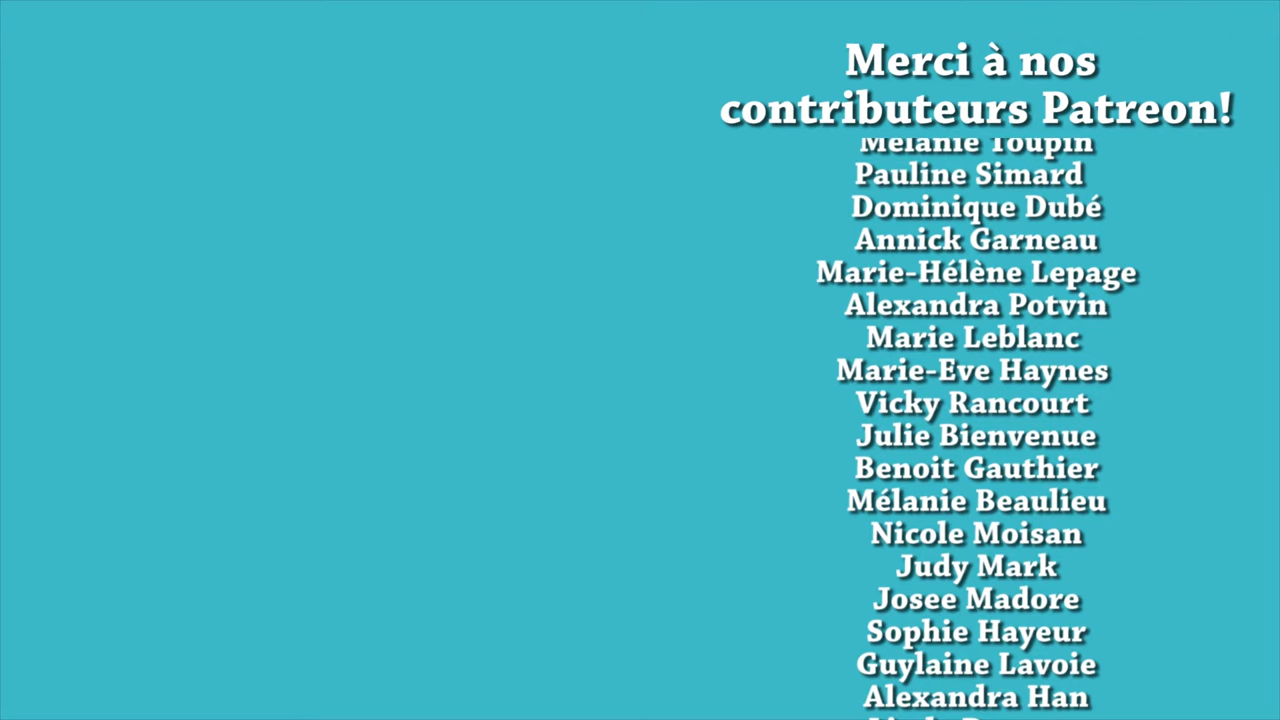 Merci à nos
contributeurs Patreon!
Mélanie Toupin
Pauline Simard
Dominique Dubé
Annick Garneau
Marie-Hélène Lepage
Alexandra Potvin
Marie Leblanc
Marie-Eve Haynes
Vicky Rancourt
Julie Bienvenue
Benoit Gauthier
Mélanie Beaulieu
Nicole Moisan
Judy Mark
Josee Madore
Sophie Hayeur
Guylaine Lavoie
Alexandra Han